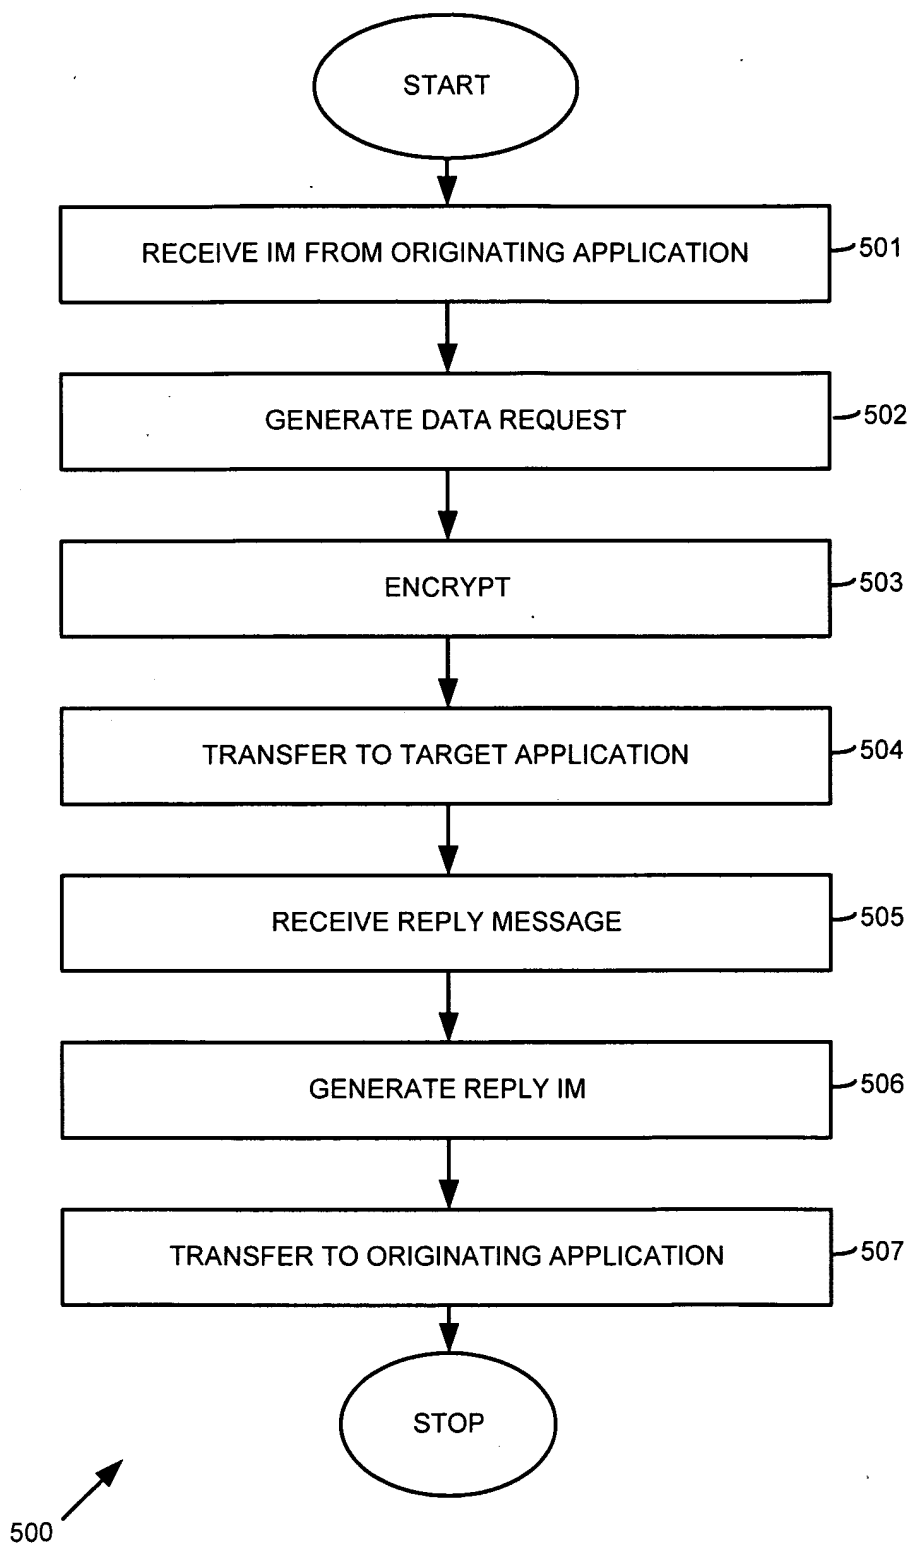 START
RECEIVE IM FROM ORIGINATING APPLICATION
501
GENERATE DATA REQUEST
502
ENCRYPT
503
TRANSFER TO TARGET APPLICATION
504
RECEIVE REPLY MESSAGE
505
GENERATE REPLY IM
506
TRANSFER TO ORIGINATING APPLICATION
507
STOP
500